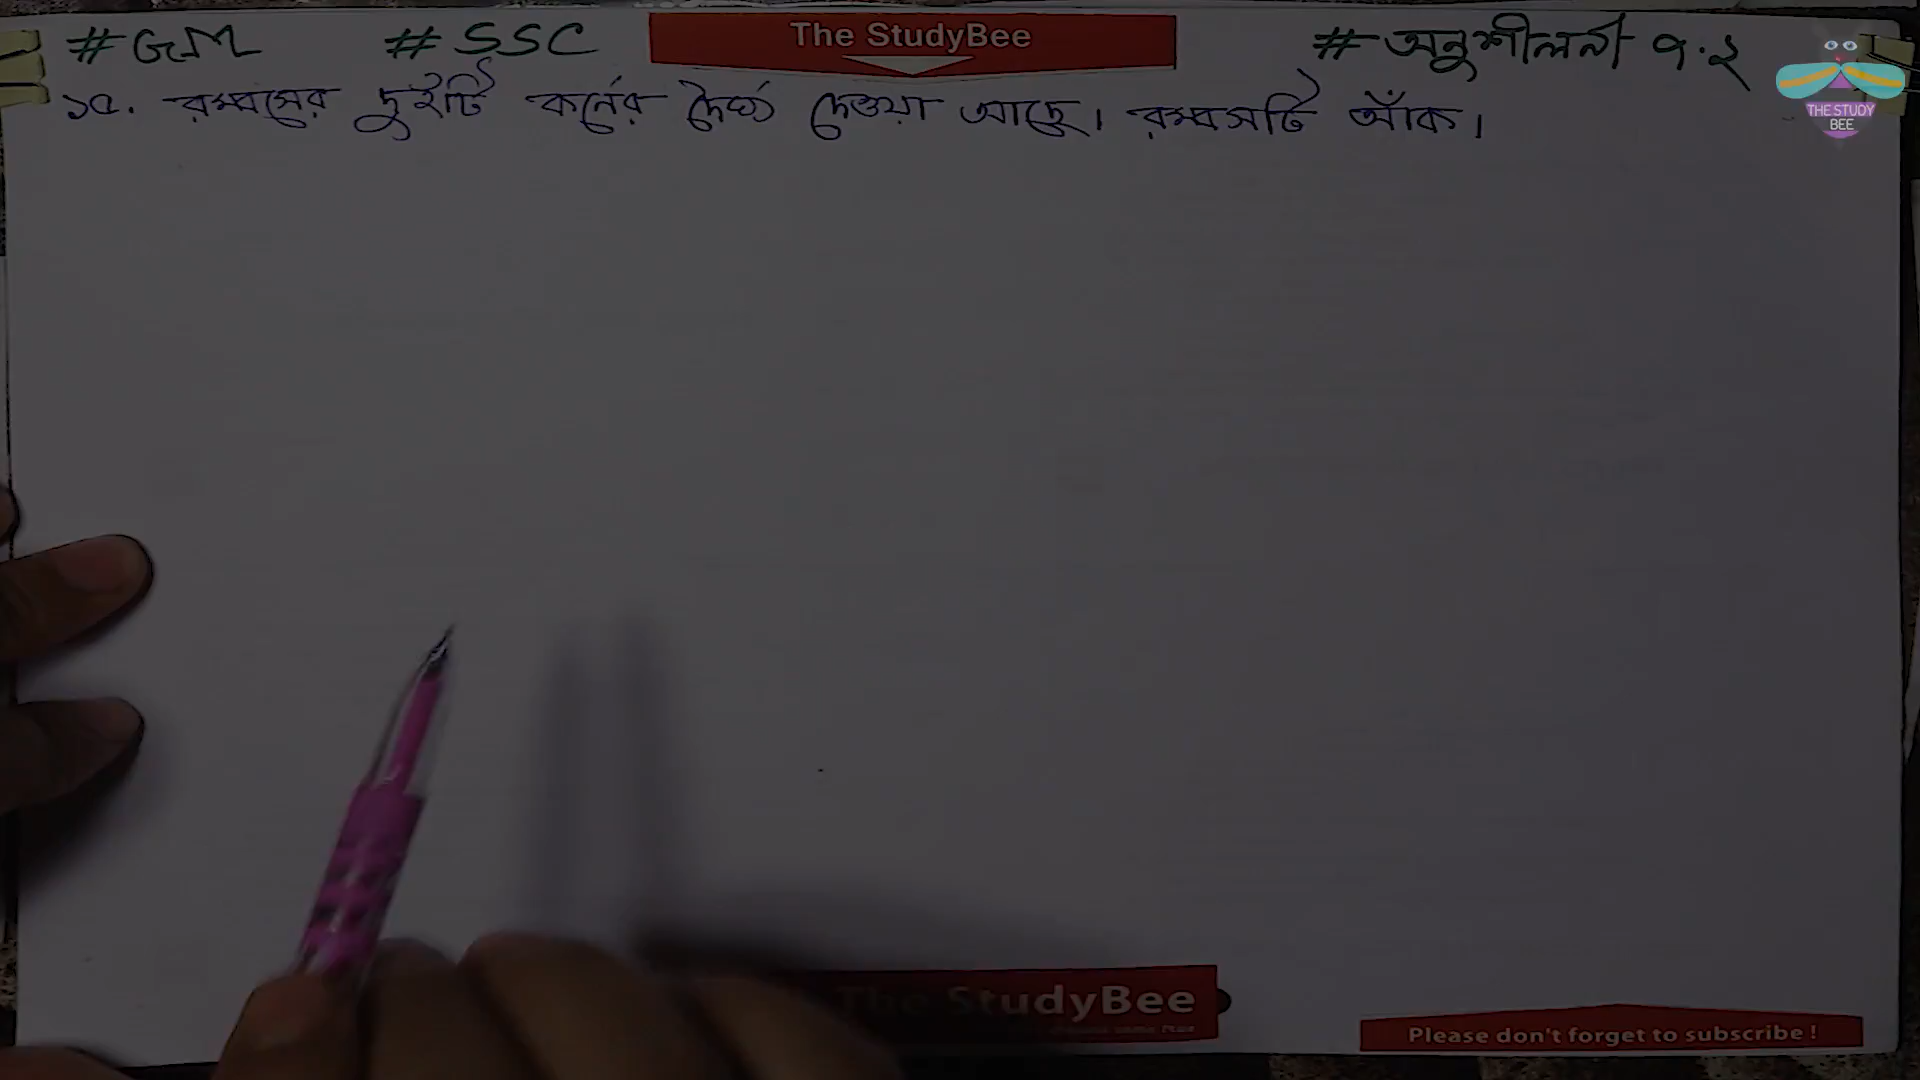 #GM #SSC The StudyBee #অনুশীলনী ৭.২
THE STUDY
BEE
১৫. রম্বসের দুইটি কর্ণের দৈর্ঘ্য দেওয়া আছে। রম্বসটি আঁক।
The StudyBee
Please don't forget to subscribe !